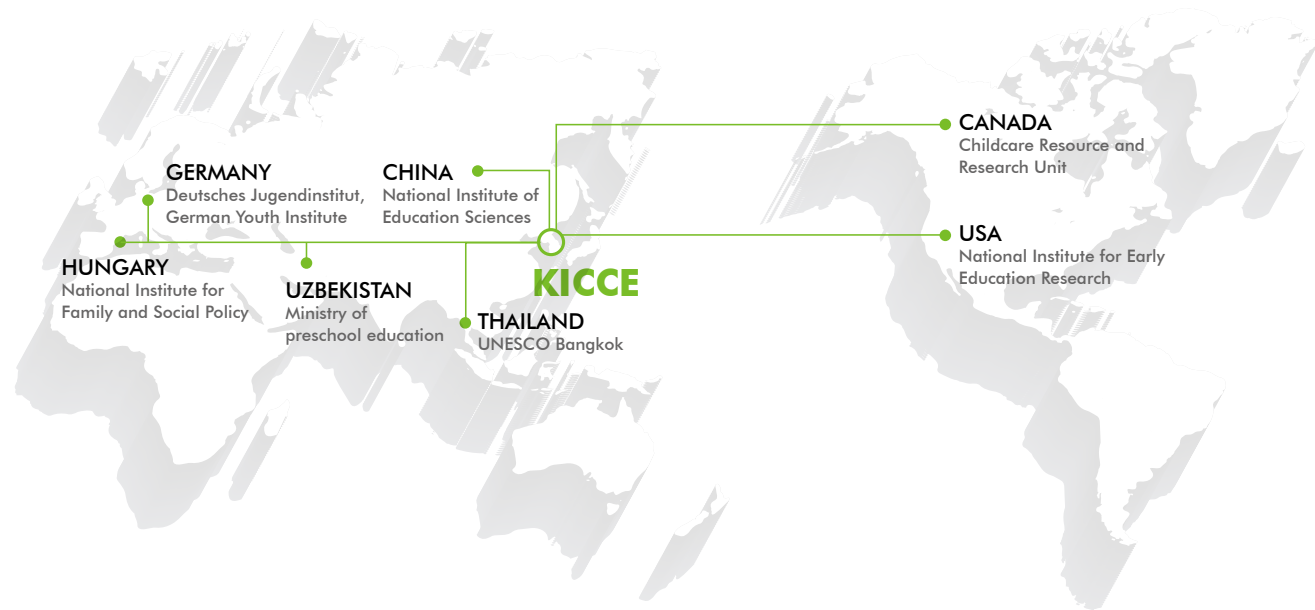 CANADA
Childcare Resource and
Research Unit
GERMANY
Deutsches Jugendinstitut,
German Youth Institute
CHINA
National Institute of
Education Sciences
USA
National Institute for Early
Education Research
HUNGARY
National Institute for
Family and Social Policy
UZBEKISTAN
Ministry of
preschool education
KICCE
THAILAND
UNESCO Bangkok